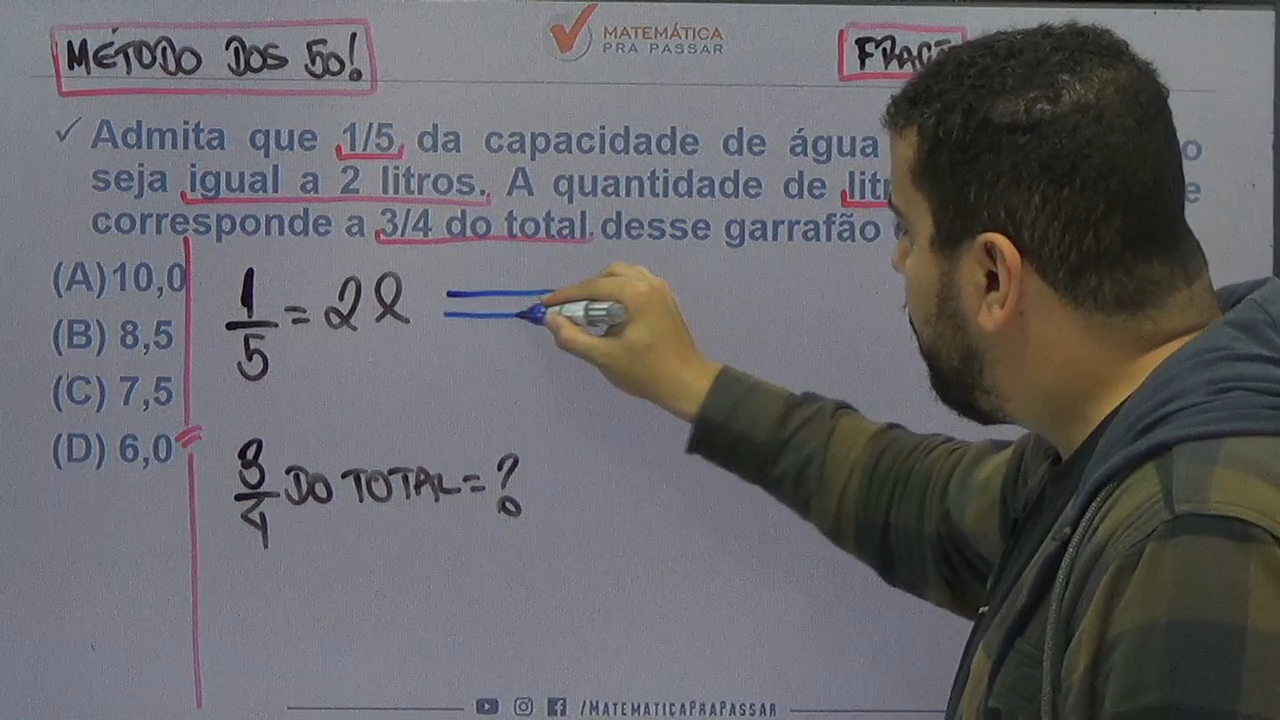 MÉTODO DOS 50!
MATEMÁTICA
PRA PASSAR
✓ Admita que 1/5 da capacidade de água
seja igual a 2 litros. A quantidade de
corresponde a 3/4 do total desse garrafão
(A) 10,0
(B) 8,5
(C) 7,5
(D) 6,0
1/5 = 2l
3/4 DO TOTAL = ?
/MATEMATICAPRAPASSAR